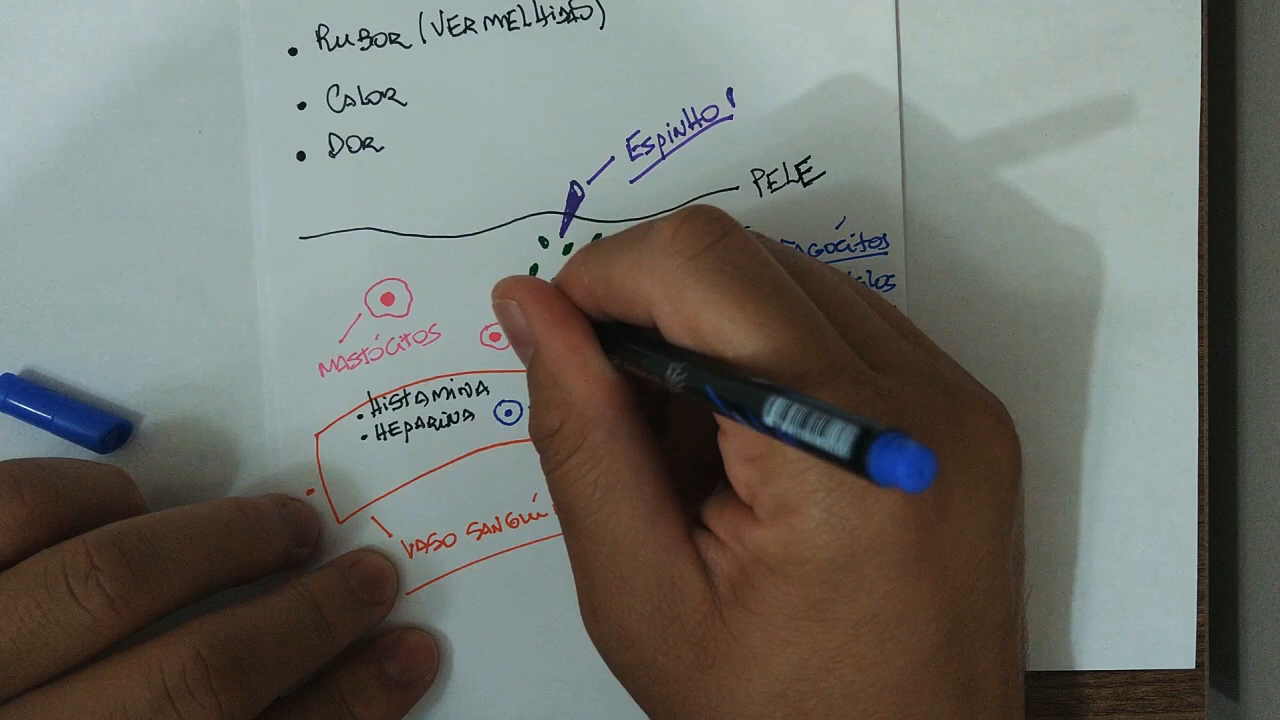 • RUBOR (VERMELHIDÃO)
• CALOR
• DOR
ESPINHO!
PELE
MASTÓCITOS
• HISTAMINA
• HEPARINA
VASO SANGUÍ